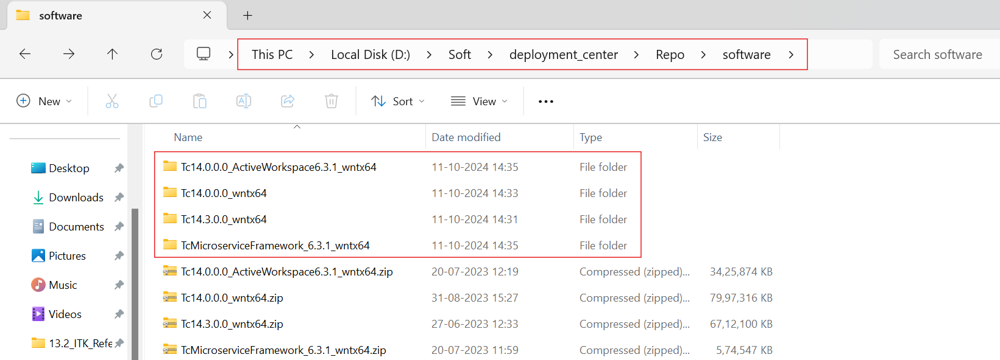 software
This PC > Local Disk (D:) > Soft > deployment_center > Repo > software >
Search software
New
Sort
View
Name Date modified Type Size
Desktop
Downloads
Documents
Pictures
Music
Videos
13.2_ITK_Refe
Tc14.0.0.0_ActiveWorkspace6.3.1_wntx64 11-10-2024 14:35 File folder
Tc14.0.0.0_wntx64 11-10-2024 14:33 File folder
Tc14.3.0.0_wntx64 11-10-2024 14:31 File folder
TcMicroserviceFramework_6.3.1_wntx64 11-10-2024 14:35 File folder
Tc14.0.0.0_ActiveWorkspace6.3.1_wntx64.zip 20-07-2023 12:19 Compressed (zipped)... 34,25,874 KB
Tc14.0.0.0_wntx64.zip 31-08-2023 15:27 Compressed (zipped)... 79,97,316 KB
Tc14.3.0.0_wntx64.zip 27-06-2023 12:33 Compressed (zipped)... 67,12,100 KB
TcMicroserviceFramework_6.3.1_wntx64.zip 20-07-2023 11:59 Compressed (zipped)... 5,74,547 KB